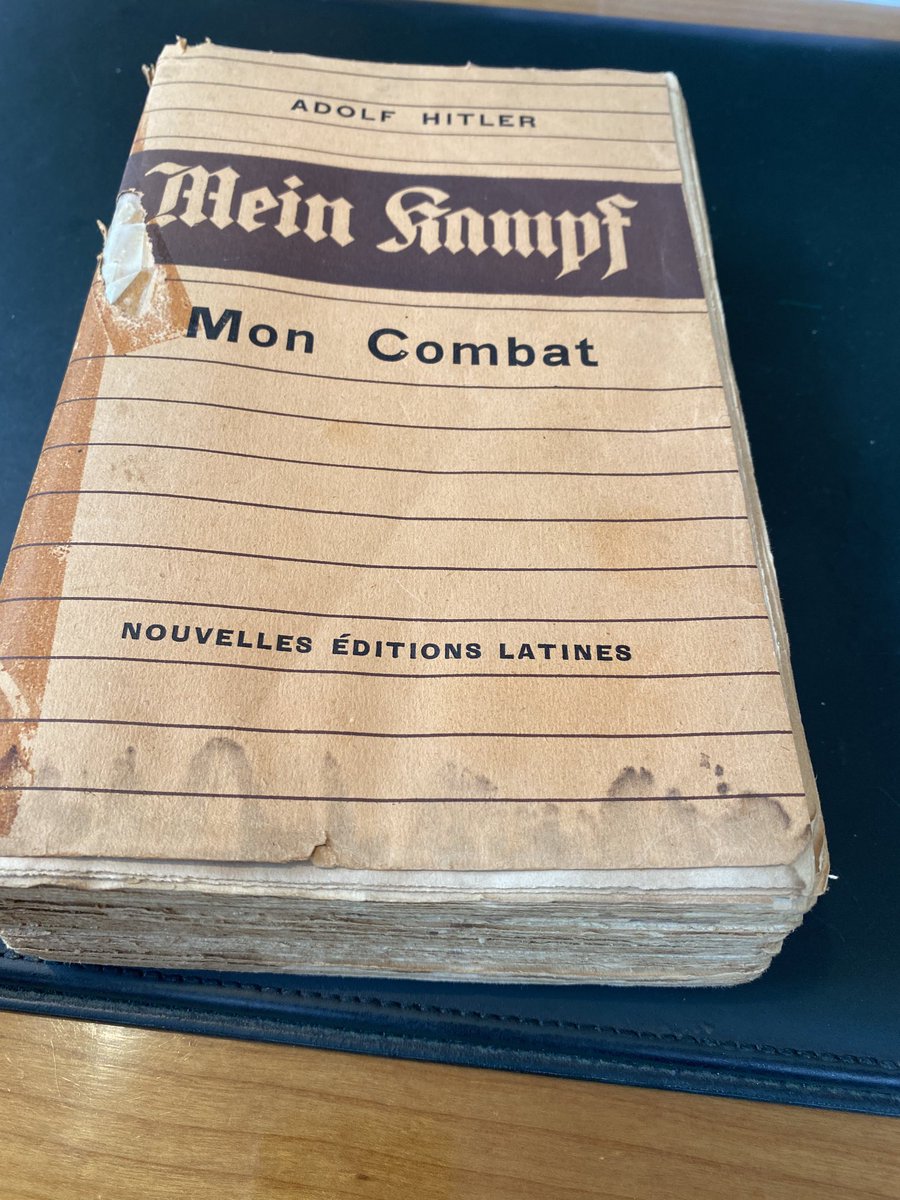 ADOLF HITLER
Mein Kampf
Mon Combat
NOUVELLES ÉDITIONS LATINES